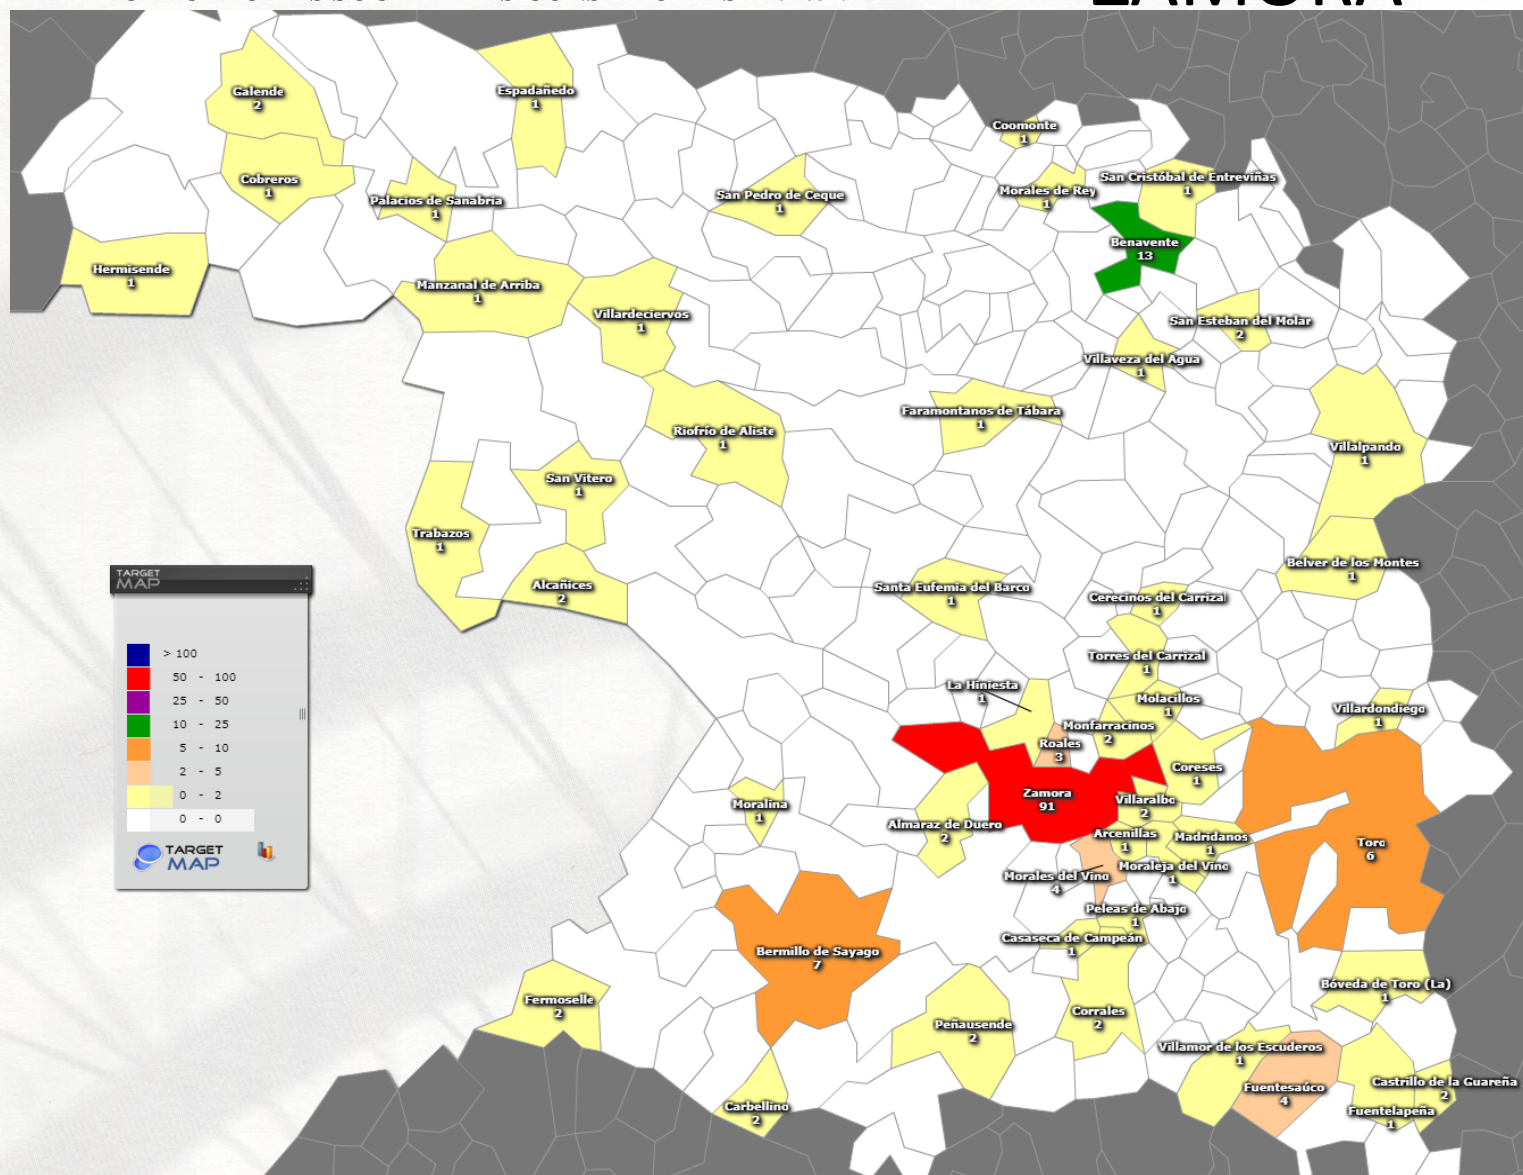 ZAMORA
Galende
2
Espadañedo
1
Coomonte
1
Cobreros
1
Palacios de Sanabria
1
San Pedro de Ceque
1
Morales de Rey
1
San Cristóbal de Entreviñas
1
Benavente
13
Hermisende
1
Manzanal de Arriba
1
Villardeciervos
1
San Esteban del Molar
2
Villaveza del Agua
1
Faramontanos de Tábara
1
Riofrío de Aliste
1
Villalpando
1
San Vitero
1
Trabazos
1
Alcañices
2
Belver de los Montes
1
Santa Eufemia del Barco
1
Cerecinos del Carrizal
1
Torres del Carrizal
1
La Hiniesta
1
Molacillos
1
Villardondiego
1
Monfarracinos
2
Roales
3
Coreses
1
Zamora
91
Villaralbo
2
Moralina
1
Almaraz de Duero
2
Arcenillas
1
Madridanos
1
Toro
6
Morales del Vino
4
Moraleja del Vino
1
Peleas de Abajo
1
Casaseca de Campeán
1
Bermillo de Sayago
7
Bóveda de Toro (La)
1
Fermoselle
2
Corrales
2
Peñausende
2
Villamor de los Escuderos
1
Fuentesaúco
4
Castrillo de la Guareña
2
Carbellino
2
Fuentelapeña
1
TARGET
MAP
> 100
50 - 100
25 - 50
10 - 25
5 - 10
2 - 5
0 - 2
0 - 0
TARGET
MAP